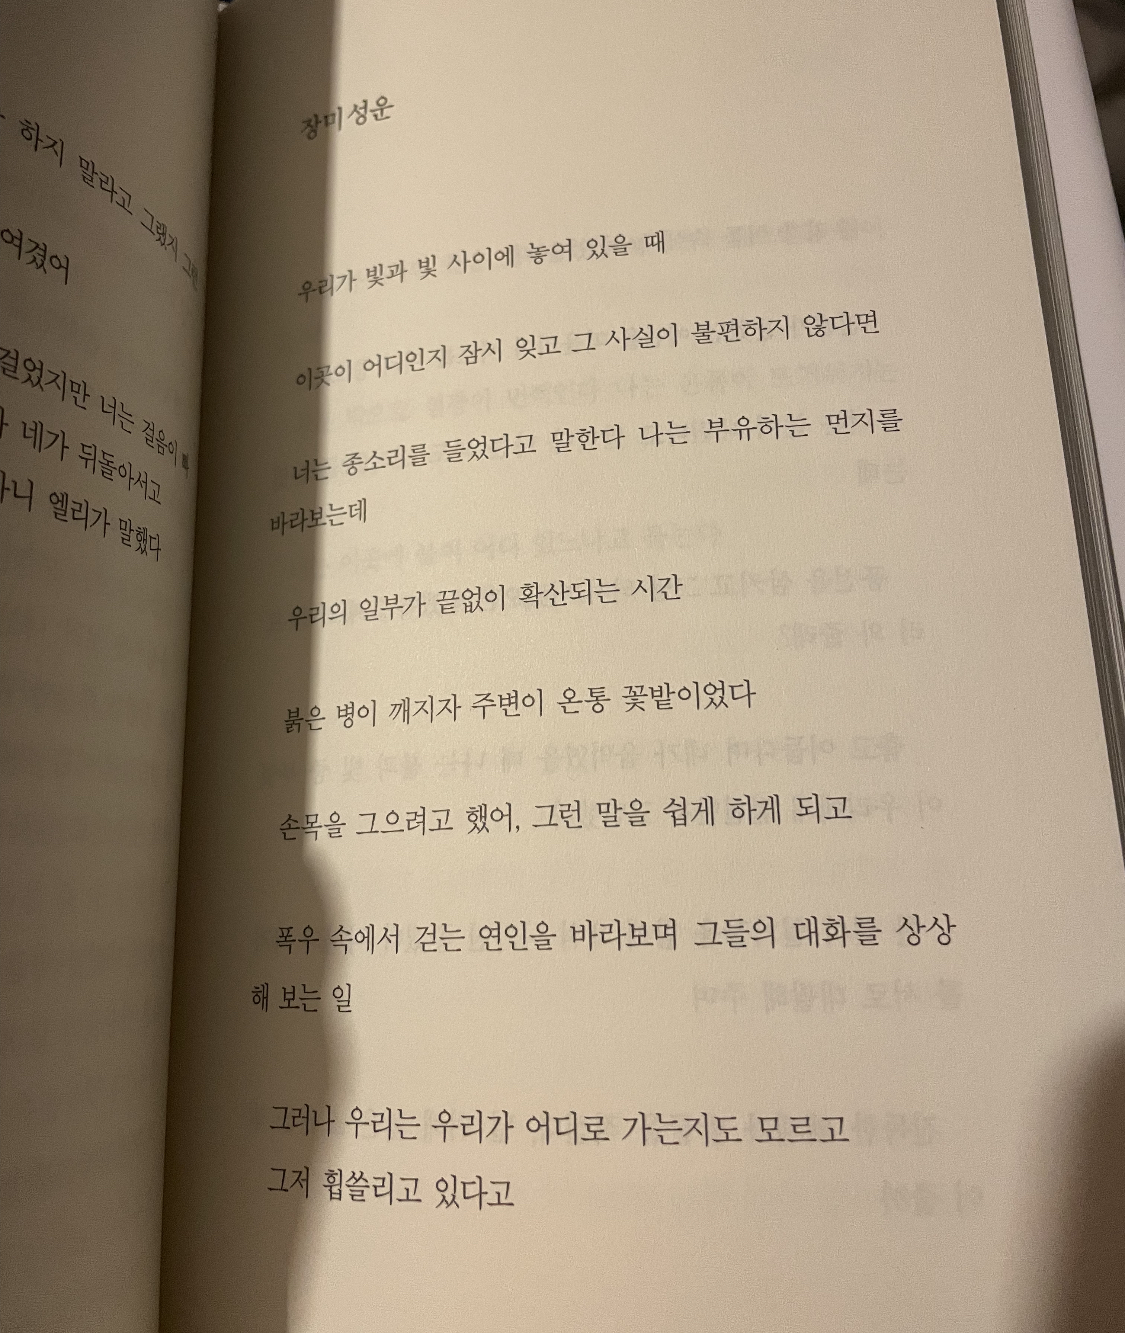 하지 말라고 그랬지
여겼어
걸었지만 너는 걸음이
네가 뒤돌아서고
엘리가 말했다
장미성운
우리가 빛과 빛 사이에 놓여 있을 때
이곳이 어디인지 잠시 잊고 그 사실이 불편하지 않다면
너는 종소리를 들었다고 말한다 나는 부유하는 먼지를
바라보는데
우리의 일부가 끝없이 확산되는 시간
붉은 병이 깨지자 주변이 온통 꽃밭이었다
손목을 그으려고 했어, 그런 말을 쉽게 하게 되고
폭우 속에서 걷는 연인을 바라보며 그들의 대화를 상상
해 보는 일
그러나 우리는 우리가 어디로 가는지도 모르고
그저 휩쓸리고 있다고